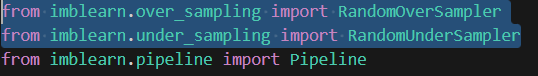 from imblearn.over_sampling import RandomOverSampler
from imblearn.under_sampling import RandomUnderSampler
from imblearn.pipeline import Pipeline